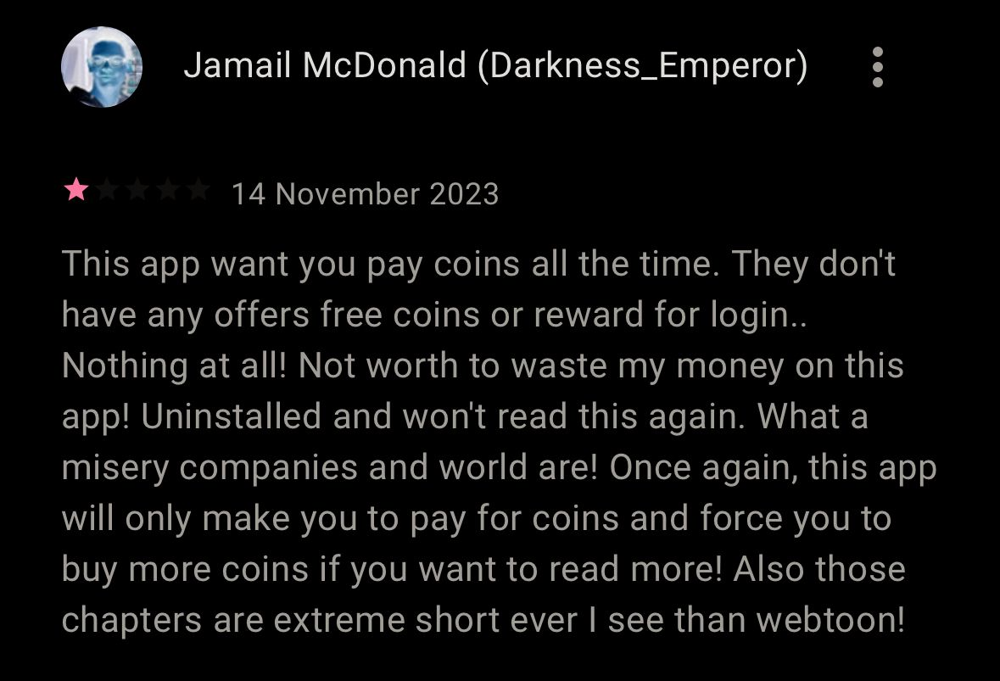 Jamail McDonald (Darkness_Emperor)
14 November 2023
This app want you pay coins all the time. They don't
have any offers free coins or reward for login..
Nothing at all! Not worth to waste my money on this
app! Uninstalled and won't read this again. What a
misery companies and world are! Once again, this app
will only make you to pay for coins and force you to
buy more coins if you want to read more! Also those
chapters are extreme short ever I see than webtoon!